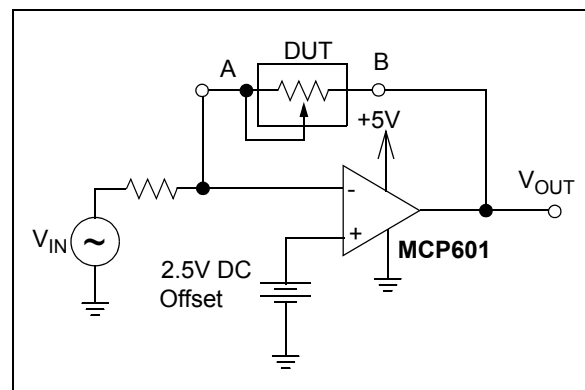 A
DUT
B
+5V
V_OUT
-
+
V_IN
~
MCP601
2.5V DC
Offset